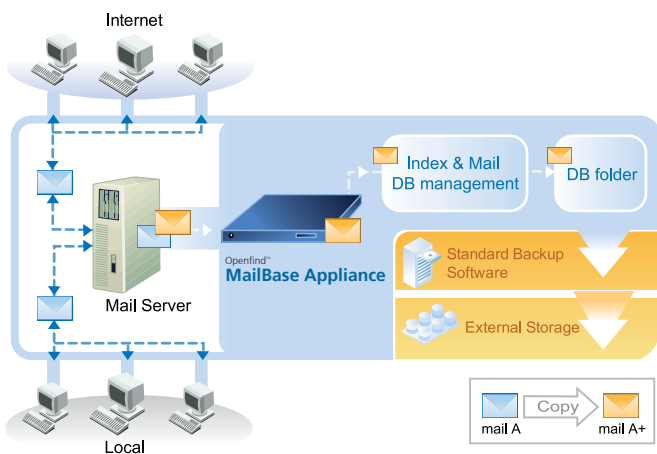 Internet
Index & Mail
DB management
DB folder
Openfind™
MailBase Appliance
Standard Backup
Software
Mail Server
External Storage
Copy
mail A
mail A+
Local